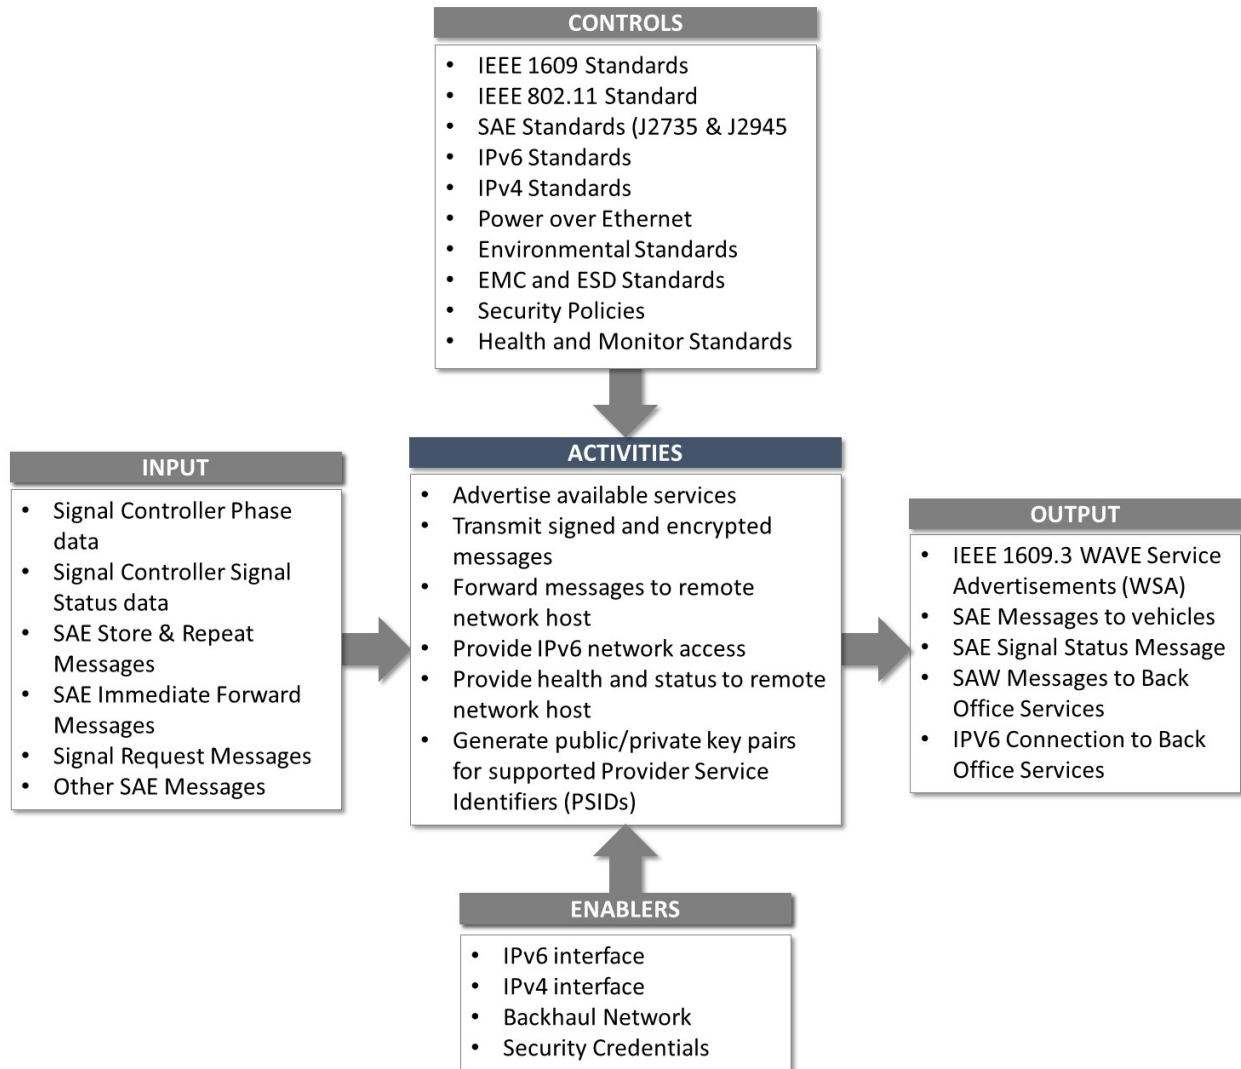 CONTROLS
• IEEE 1609 Standards
• IEEE 802.11 Standard
• SAE Standards (J2735 & J2945
• IPv6 Standards
• IPv4 Standards
• Power over Ethernet
• Environmental Standards
• EMC and ESD Standards
• Security Policies
• Health and Monitor Standards
INPUT
• Signal Controller Phase
data
• Signal Controller Signal
Status data
• SAE Store & Repeat
Messages
• SAE Immediate Forward
Messages
• Signal Request Messages
• Other SAE Messages
ACTIVITIES
• Advertise available services
• Transmit signed and encrypted
messages
• Forward messages to remote
network host
• Provide IPv6 network access
• Provide health and status to remote
network host
• Generate public/private key pairs
for supported Provider Service
Identifiers (PSIDs)
OUTPUT
• IEEE 1609.3 WAVE Service
Advertisements (WSA)
• SAE Messages to vehicles
• SAE Signal Status Message
• SAW Messages to Back
Office Services
• IPV6 Connection to Back
Office Services
ENABLERS
• IPv6 interface
• IPv4 interface
• Backhaul Network
• Security Credentials